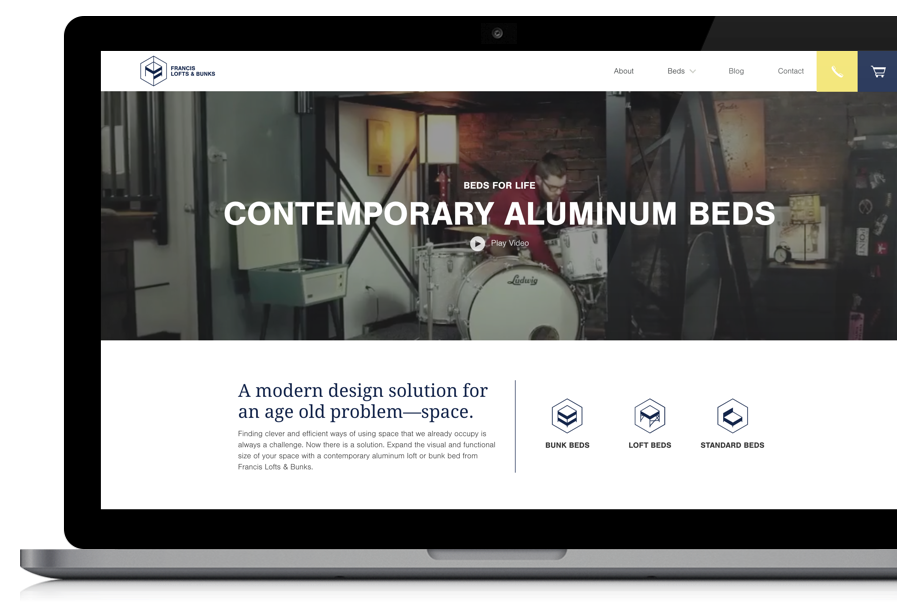 FRANCIS
LOFTS & BUNKS
About
Beds
Blog
Contact
BEDS FOR LIFE
CONTEMPORARY ALUMINUM BEDS
Play Video
Ludwig
A modern design solution for
an age old problem—space.
Finding clever and efficient ways of using space that we already occupy is
always a challenge. Now there is a solution. Expand the visual and functional
size of your space with a contemporary aluminum loft or bunk bed from
Francis Lofts & Bunks.
BUNK BEDS
LOFT BEDS
STANDARD BEDS